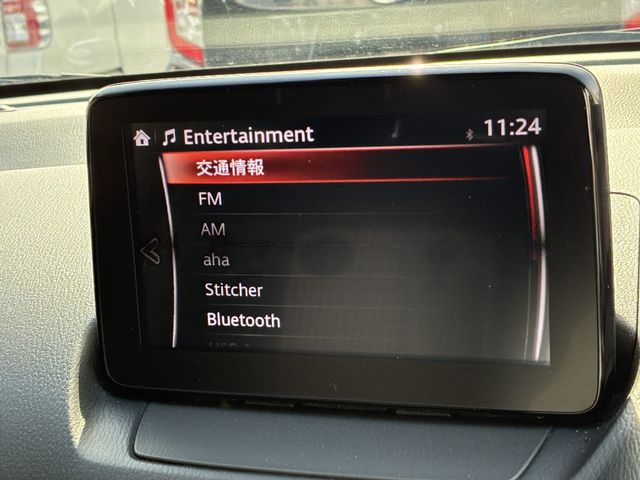 Entertainment
11:24
交通情報
FM
AM
aha
Stitcher
Bluetooth